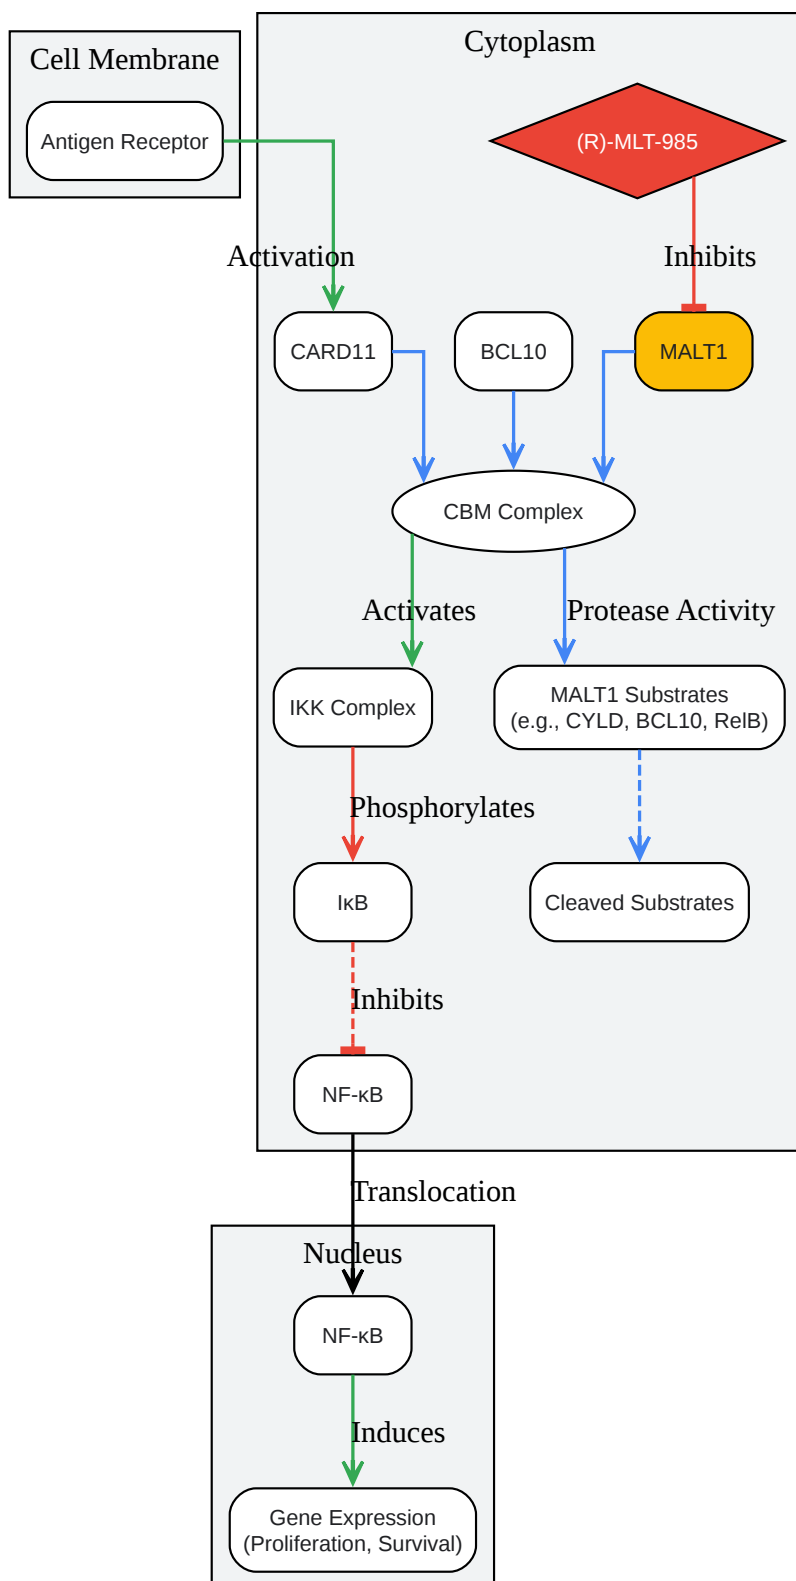 Cell Membrane
Cytoplasm
Antigen Receptor
(R)-MLT-985
Activation
Inhibits
CARD11
BCL10
MALT1
CBM Complex
Activates
Protease Activity
IKK Complex
MALT1 Substrates
(e.g., CYLD, BCL10, RelB)
Phosphorylates
IκB
Cleaved Substrates
Inhibits
NF-κB
Translocation
Nucleus
NF-κB
Induces
Gene Expression
(Proliferation, Survival)